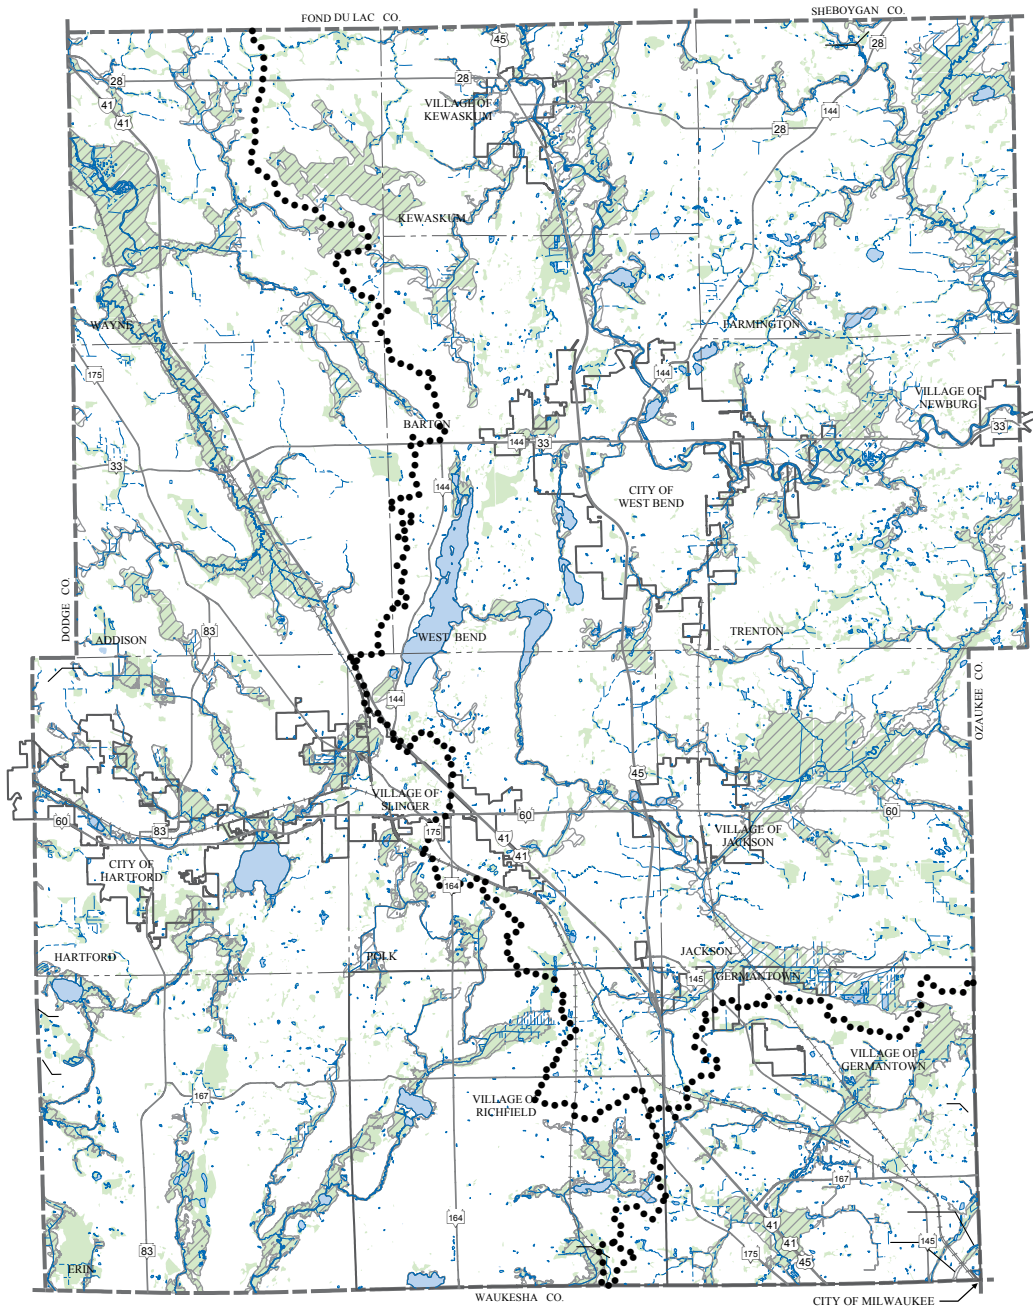 FOND DU LAC CO.
SHEBOYGAN CO.
45
28
28
28
41
41
VILLAGE OF
KEWASKUM
144
28
KEWASKUM
WAYNE
FARMINGTON
175
144
VILLAGE OF
NEWBURG
BARTON
33
144
33
33
144
CITY OF
WEST BEND
DODGE CO.
ADDISON
83
WEST BEND
TRENTON
OZAUKEE CO.
144
45
VILLAGE OF
SLINGER
60
83
175
60
60
41
41
VILLAGE OF
JACKSON
CITY OF
HARTFORD
164
HARTFORD
POLK
JACKSON
145
GERMANTOWN
VILLAGE OF
GERMANTOWN
167
VILLAGE OF
RICHFIELD
167
164
83
41
41
45
175
145
ERIN
WAUKESHA CO.
CITY OF MILWAUKEE